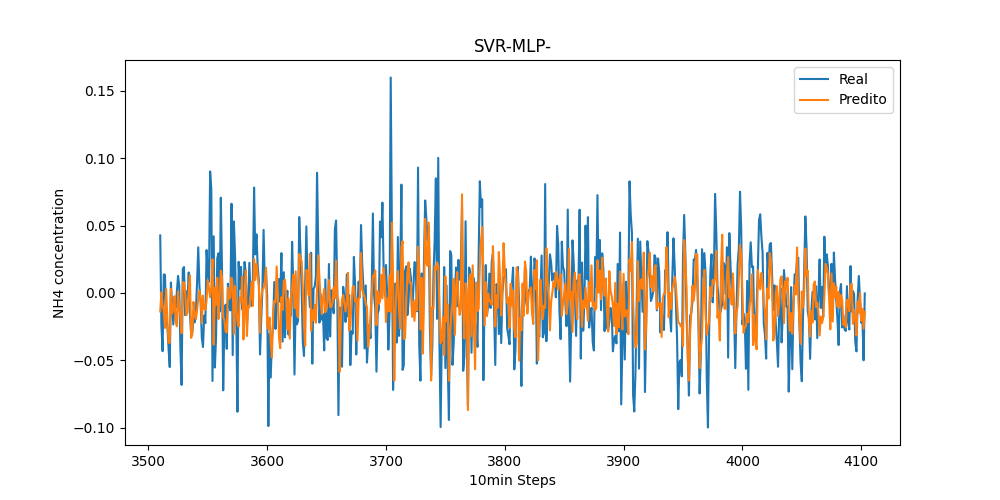 SVR-MLP-
Real
Predito
NH4 concentration
0.15
0.10
0.05
0.00
−0.05
−0.10
3500 3600 3700 3800 3900 4000 4100
10min Steps